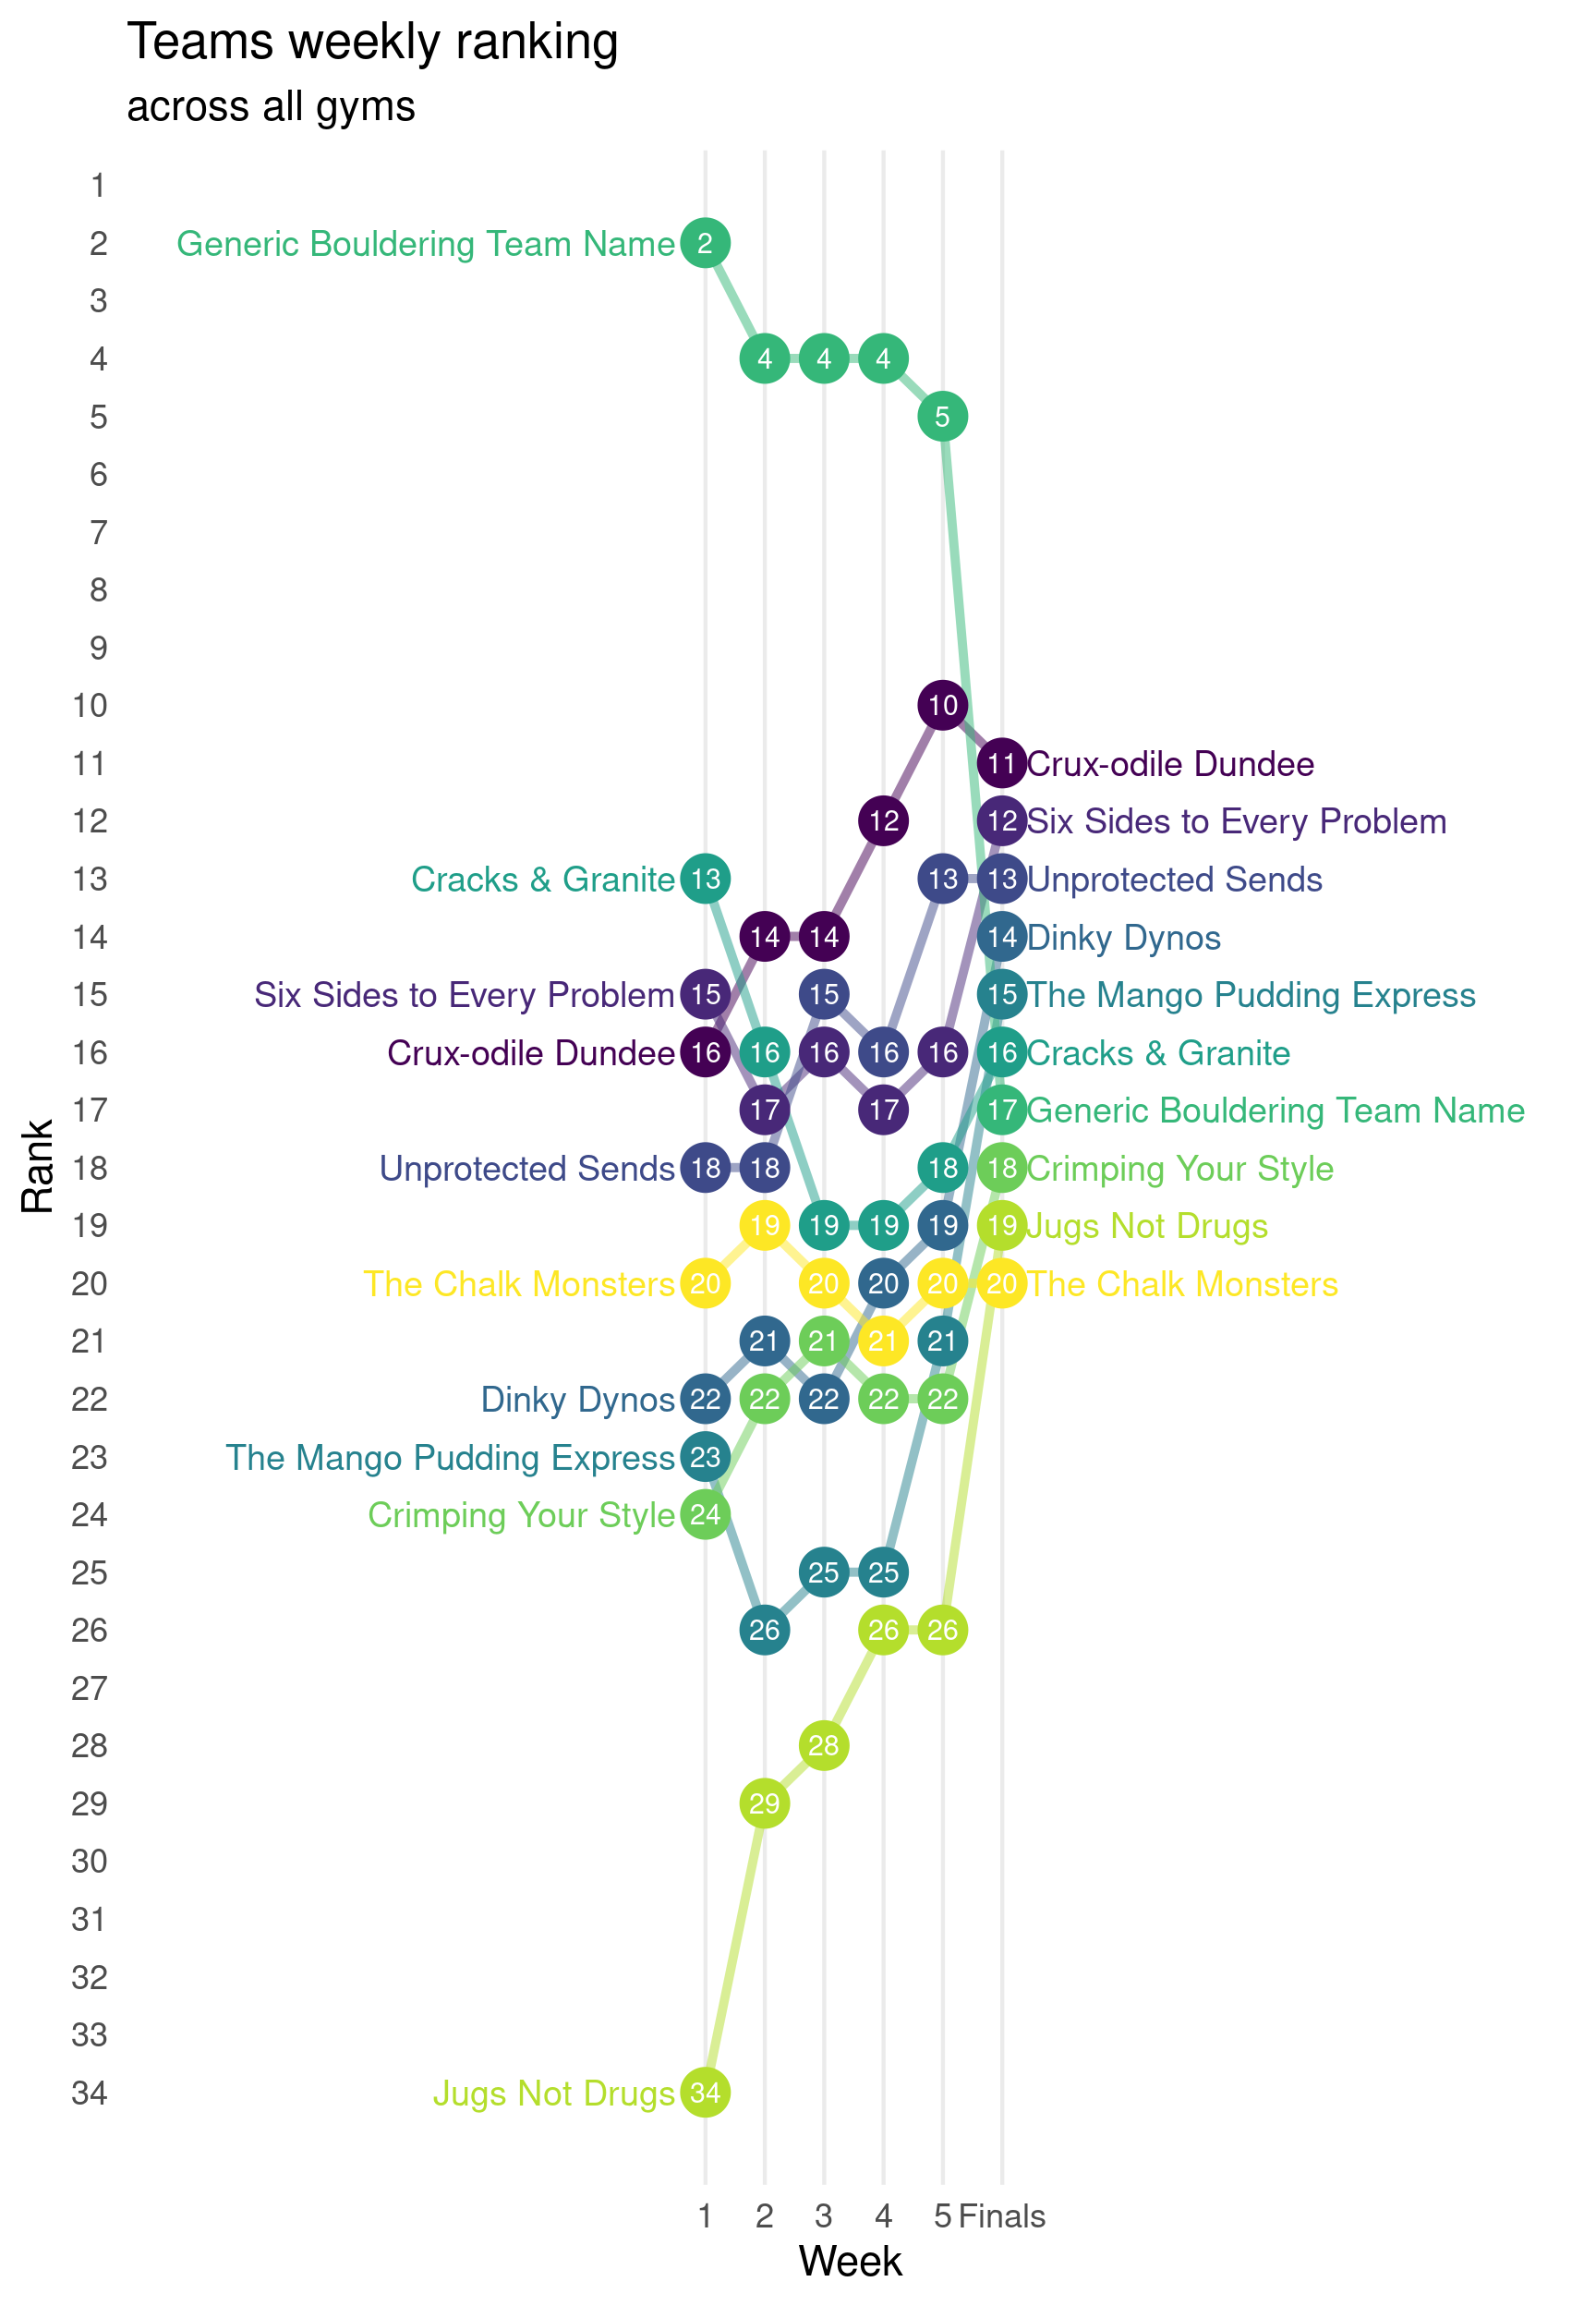 Teams weekly ranking
across all gyms
1
2 Generic Bouldering Team Name 2
3
4 4 4 4
5 5
6
7
8
9
10 10
11 11 Crux-odile Dundee
12 12 12 Six Sides to Every Problem
13 Cracks & Granite 13 13 13 Unprotected Sends
14 14 14 14 Dinky Dynos
15 Six Sides to Every Problem 15 15 15 The Mango Pudding Express
16 Crux-odile Dundee 16 16 16 16 16 16 Cracks & Granite
17 17 17 17 Generic Bouldering Team Name
Rank
18 Unprotected Sends 18 18 18 18 Crimping Your Style
19 19 19 19 19 19 Jugs Not Drugs
20 The Chalk Monsters 20 20 20 20 20 The Chalk Monsters
21 21 21 21 21
22 Dinky Dynos 22 22 22 22 22
23 The Mango Pudding Express 23
24 Crimping Your Style 24
25 25 25
26 26 26 26
27
28 28
29 29
30
31
32
33
34 Jugs Not Drugs 34
1 2 3 4 5 Finals
Week